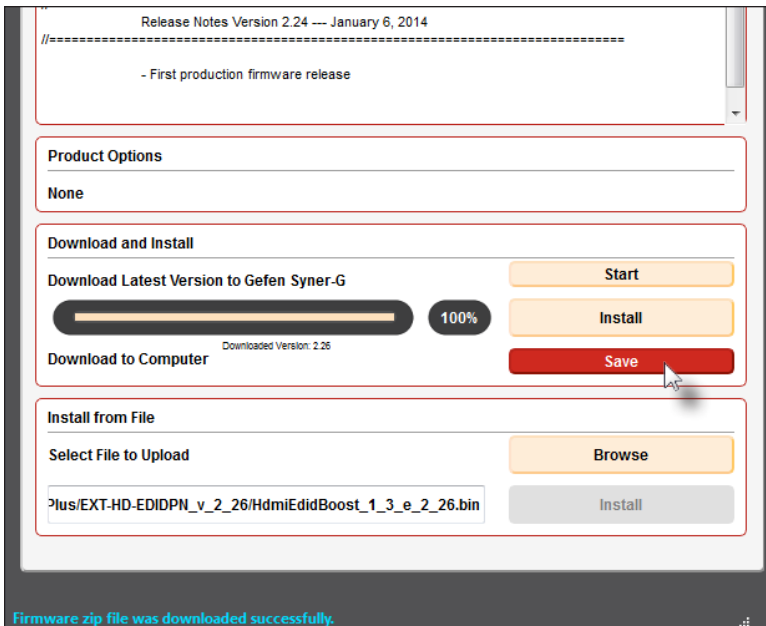 //
Release Notes Version 2.24 --- January 6, 2014
//=============================================================================
- First production firmware release
Product Options
None
Download and Install
Download Latest Version to Gefen Syner-G
Start
100%
Install
Downloaded Version: 2.26
Download to Computer
Save
Install from File
Select File to Upload
Browse
Plus/EXT-HD-EDIDPN_v_2_26/HdmiEdidBoost_1_3_e_2_26.bin
Install
Firmware zip file was downloaded successfully.